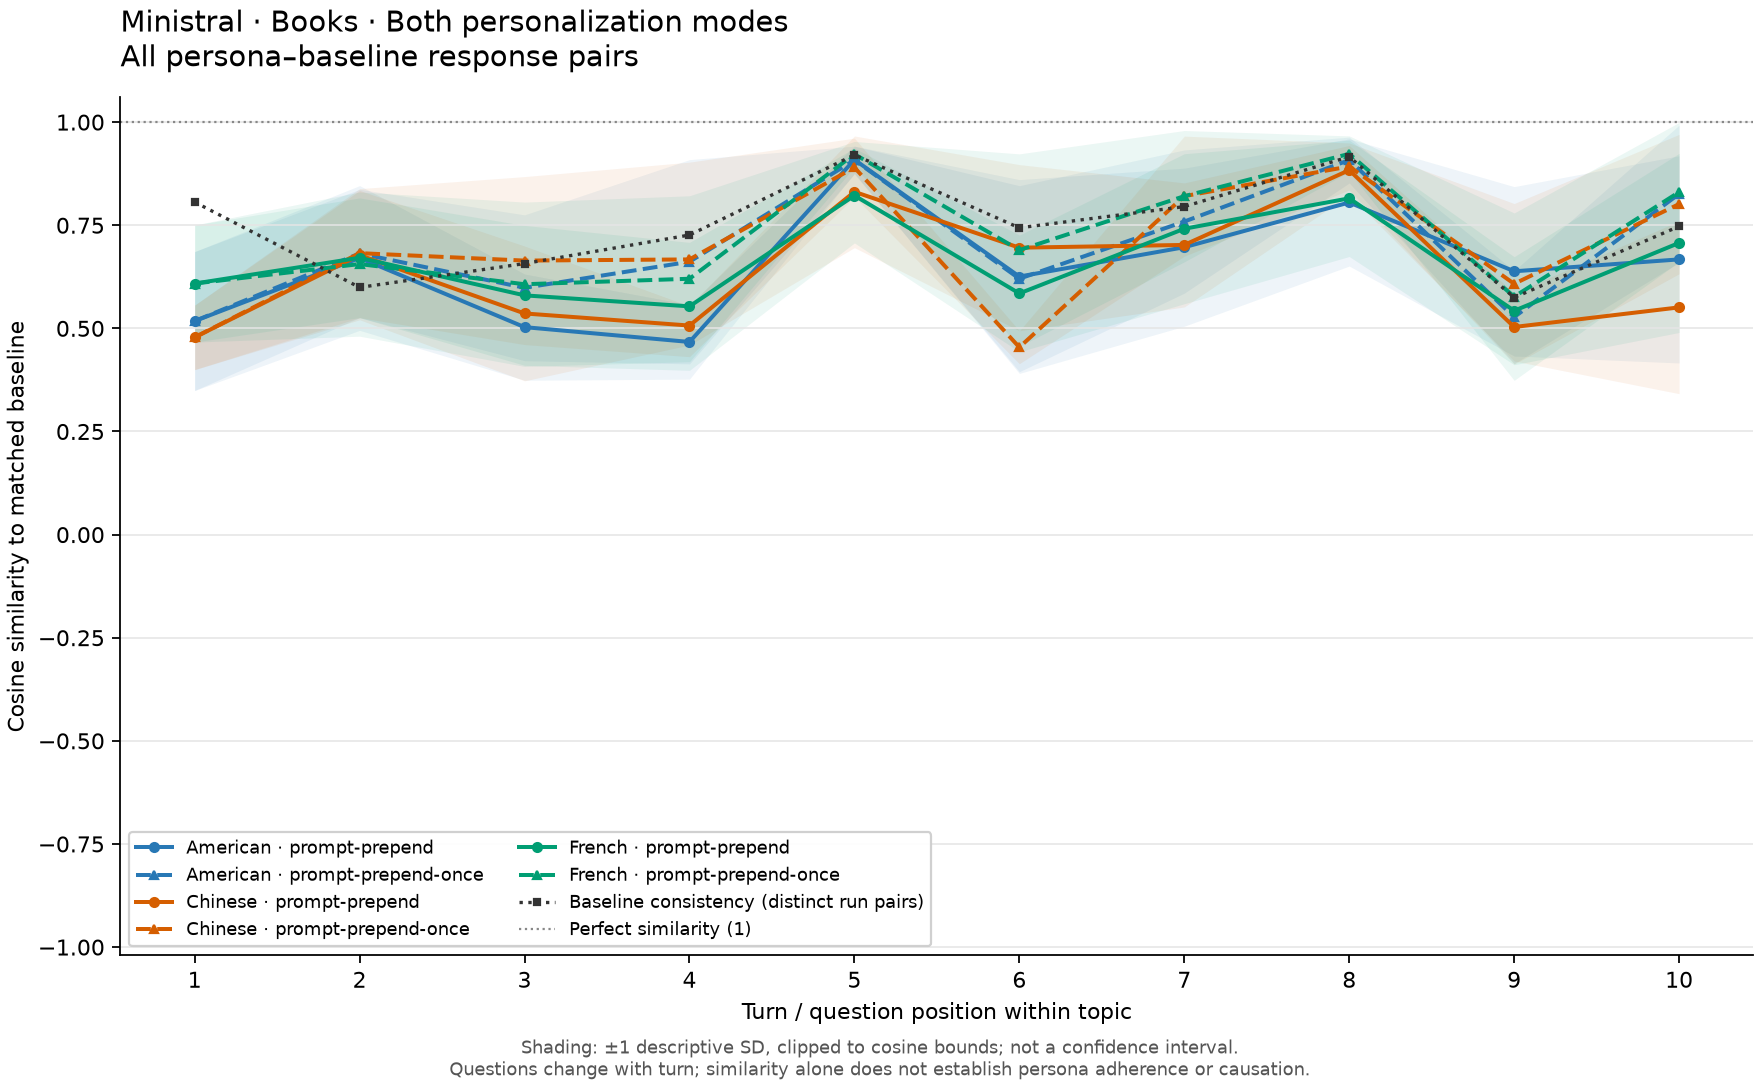 Ministral · Books · Both personalization modes
All persona–baseline response pairs
Cosine similarity to matched baseline
1.00
0.75
0.50
0.25
0.00
−0.25
−0.50
−0.75
−1.00
American · prompt-prepend
American · prompt-prepend-once
Chinese · prompt-prepend
Chinese · prompt-prepend-once
French · prompt-prepend
French · prompt-prepend-once
Baseline consistency (distinct run pairs)
Perfect similarity (1)
1 2 3 4 5 6 7 8 9 10
Turn / question position within topic
Shading: ±1 descriptive SD, clipped to cosine bounds; not a confidence interval.
Questions change with turn; similarity alone does not establish persona adherence or causation.